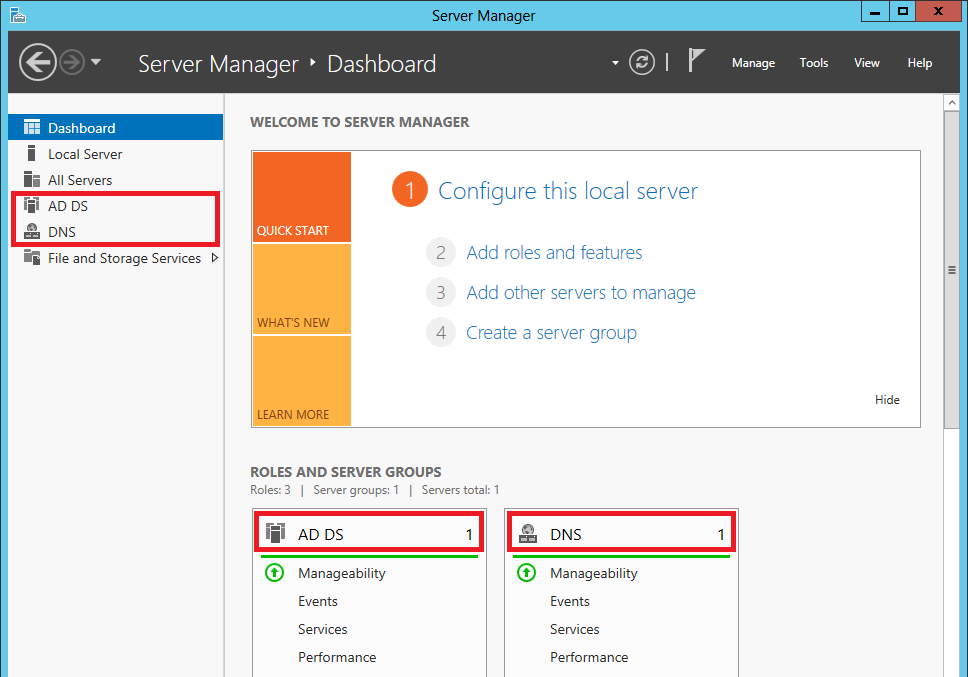 Server Manager
Server Manager ‣ Dashboard
Manage Tools View Help
Dashboard
Local Server
All Servers
AD DS
DNS
File and Storage Services
WELCOME TO SERVER MANAGER
QUICK START
WHAT'S NEW
LEARN MORE
1 Configure this local server
2 Add roles and features
3 Add other servers to manage
4 Create a server group
Hide
ROLES AND SERVER GROUPS
Roles: 3 | Server groups: 1 | Servers total: 1
AD DS 1
Manageability
Events
Services
Performance
DNS 1
Manageability
Events
Services
Performance